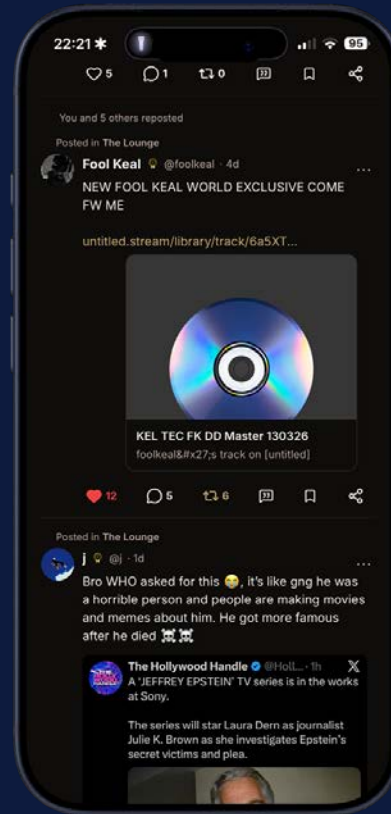 22:21
95
5 1 0
You and 5 others reposted
Posted in The Lounge
Fool Keal @foolkeal · 4d
NEW FOOL KEAL WORLD EXCLUSIVE COME
FW ME
untitled.stream/library/track/6a5XT...
KEL TEC FK DD Master 130326
foolkeal&#x27;s track on [untitled]
12 5 6
Posted in The Lounge
j @j · 1d
Bro WHO asked for this 😭, it's like gng he was
a horrible person and people are making movies
and memes about him. He got more famous
after he died ☠️☠️
The Hollywood Handle @Holl... · 1h
A 'JEFFREY EPSTEIN' TV series is in the works
at Sony.
The series will star Laura Dern as journalist
Julie K. Brown as she investigates Epstein's
secret victims and plea.